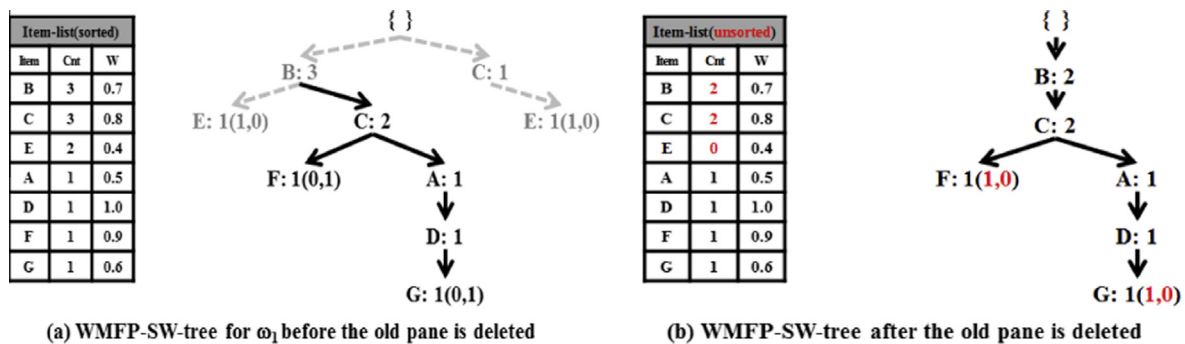 Item-list(sorted)
Item Cnt W
B 3 0.7
C 3 0.8
E 2 0.4
A 1 0.5
D 1 1.0
F 1 0.9
G 1 0.6
{ }
B: 3
C: 1
E: 1(1,0)
C: 2
E: 1(1,0)
F: 1(0,1)
A: 1
D: 1
G: 1(0,1)
(a) WMFP-SW-tree for ω1 before the old pane is deleted
Item-list(unsorted)
Item Cnt W
B 2 0.7
C 2 0.8
E 0 0.4
A 1 0.5
D 1 1.0
F 1 0.9
G 1 0.6
{ }
B: 2
C: 2
F: 1(1,0)
A: 1
D: 1
G: 1(1,0)
(b) WMFP-SW-tree after the old pane is deleted